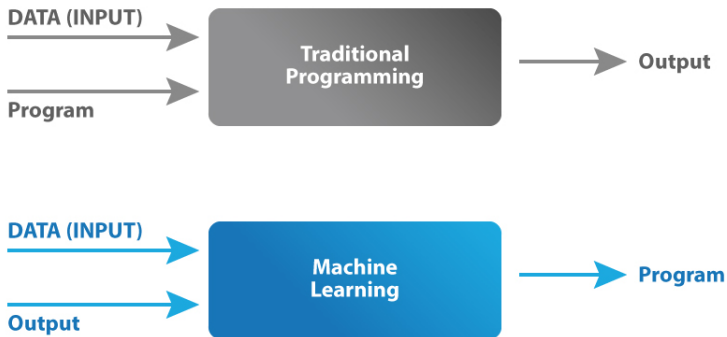 DATA (INPUT)
Program
Traditional
Programming
Output
DATA (INPUT)
Output
Machine
Learning
Program